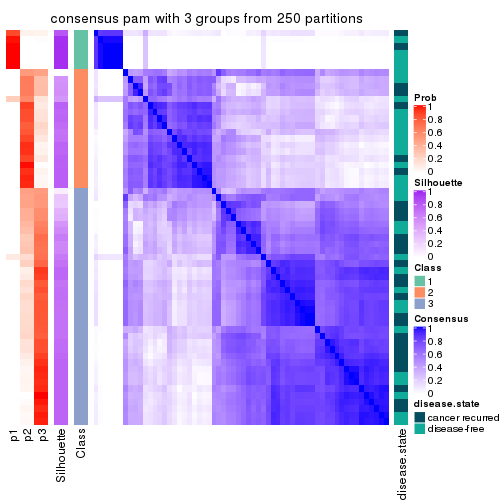 consensus pam with 3 groups from 250 partitions
Prob
1
0.8
0.6
0.4
0.2
0
Silhouette
1
0.8
0.6
0.4
0.2
0
Class
1
2
3
Consensus
1
0.8
0.6
0.4
0.2
0
disease.state
cancer recurred
disease-free
p1
p2
p3
Silhouette
Class
disease.state